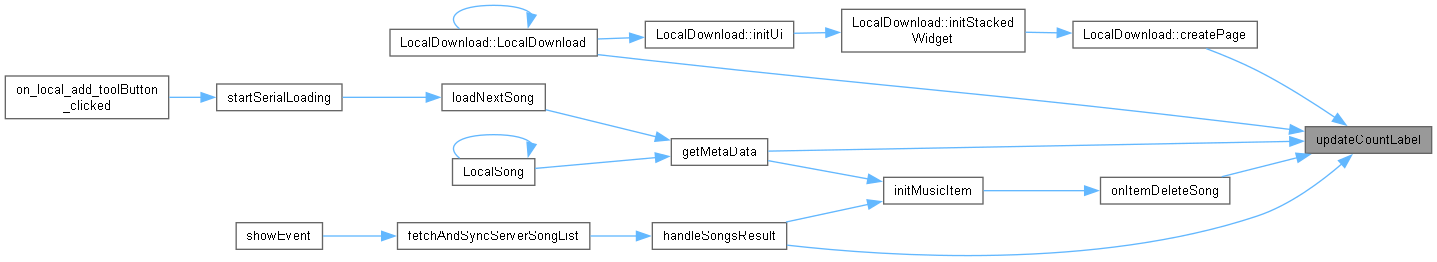 LocalDownload::LocalDownload
LocalDownload::initUi
LocalDownload::initStacked
Widget
LocalDownload::createPage
on_local_add_toolButton
_clicked
startSerialLoading
loadNextSong
LocalSong
getMetaData
updateCountLabel
initMusicItem
onItemDeleteSong
showEvent
fetchAndSyncServerSongList
handleSongsResult